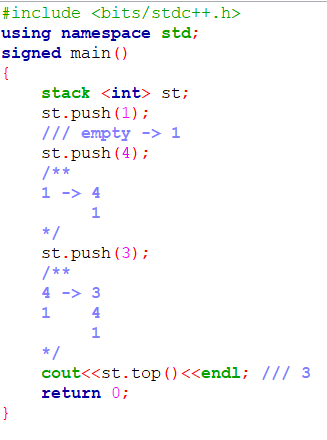 #include <bits/stdc++.h>
using namespace std;
signed main()
{
    stack <int> st;
    st.push(1);
    /// empty -> 1
    st.push(4);
    /**
    1 -> 4
         1
    */
    st.push(3);
    /**
    4 -> 3
    1    4
         1
    */
    cout<<st.top()<<endl; /// 3
    return 0;
}